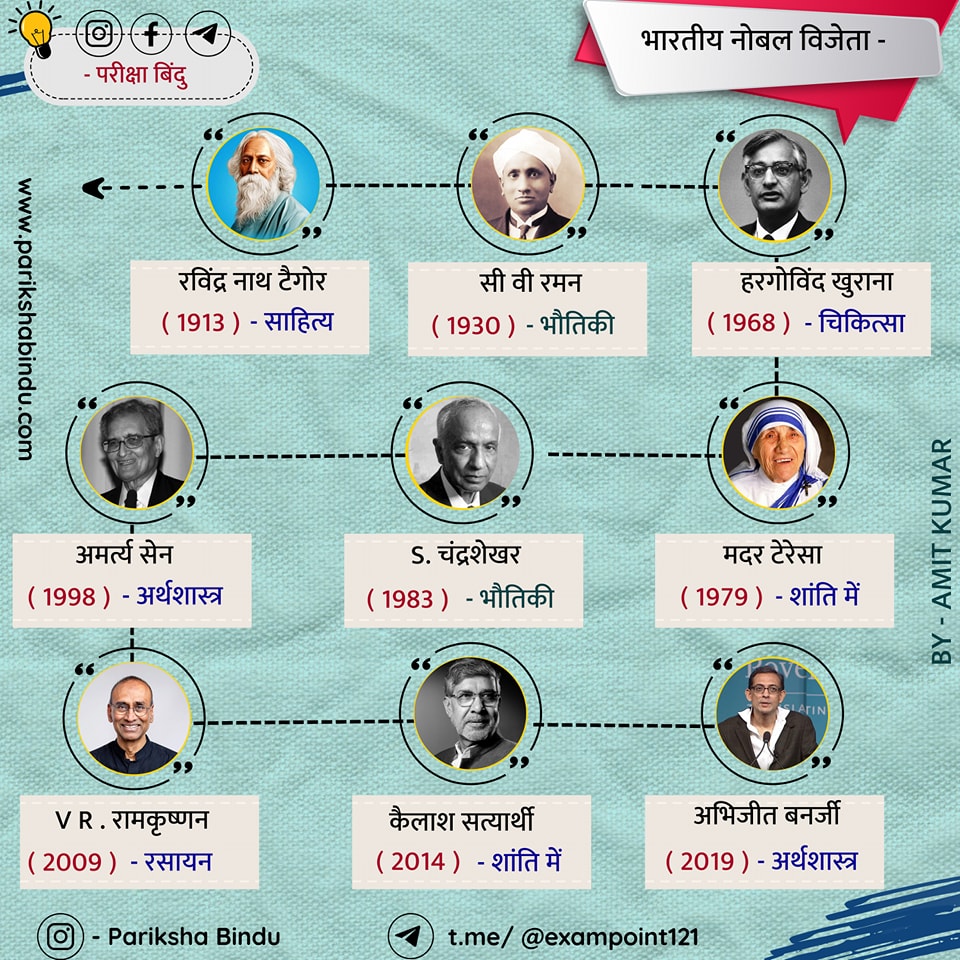 - परीक्षा बिंदु
भारतीय नोबल विजेता -
www.parikshabindu.com
रविंद्र नाथ टैगोर
( 1913 ) - साहित्य
सी वी रमन
( 1930 ) - भौतिकी
हरगोविंद खुराना
( 1968 ) - चिकित्सा
अमर्त्य सेन
( 1998 ) - अर्थशास्त्र
S. चंद्रशेखर
( 1983 ) - भौतिकी
मदर टेरेसा
( 1979 ) - शांति में
BY - AMIT KUMAR
V R . रामकृष्णन
( 2009 ) - रसायन
कैलाश सत्यार्थी
( 2014 ) - शांति में
अभिजीत बनर्जी
( 2019 ) - अर्थशास्त्र
- Pariksha Bindu
t.me/ @exampoint121